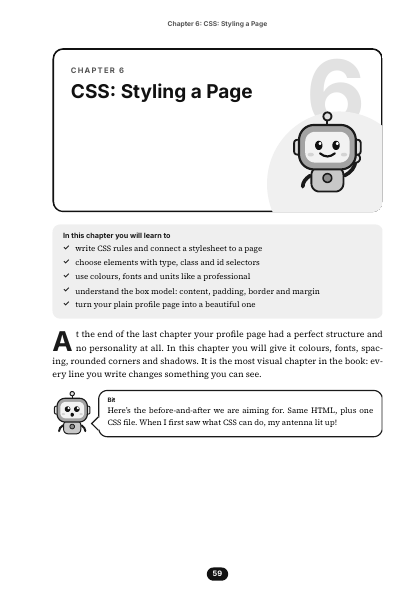 Chapter 6: CSS: Styling a Page
CHAPTER 6
6
CSS: Styling a Page
In this chapter you will learn to
✓ write CSS rules and connect a stylesheet to a page
✓ choose elements with type, class and id selectors
✓ use colours, fonts and units like a professional
✓ understand the box model: content, padding, border and margin
✓ turn your plain profile page into a beautiful one
At the end of the last chapter your profile page had a perfect structure and
no personality at all. In this chapter you will give it colours, fonts, spac-
ing, rounded corners and shadows. It is the most visual chapter in the book: ev-
ery line you write changes something you can see.
Bit
Here's the before-and-after we are aiming for. Same HTML, plus one
CSS file. When I first saw what CSS can do, my antenna lit up!
59